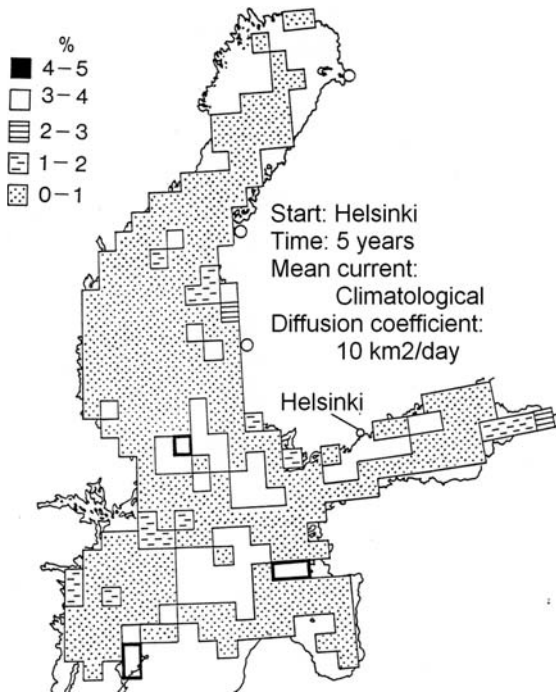 %
4-5
3-4
2-3
1-2
0-1
Start: Helsinki
Time: 5 years
Mean current:
Climatological
Diffusion coefficient:
10 km2/day
Helsinki